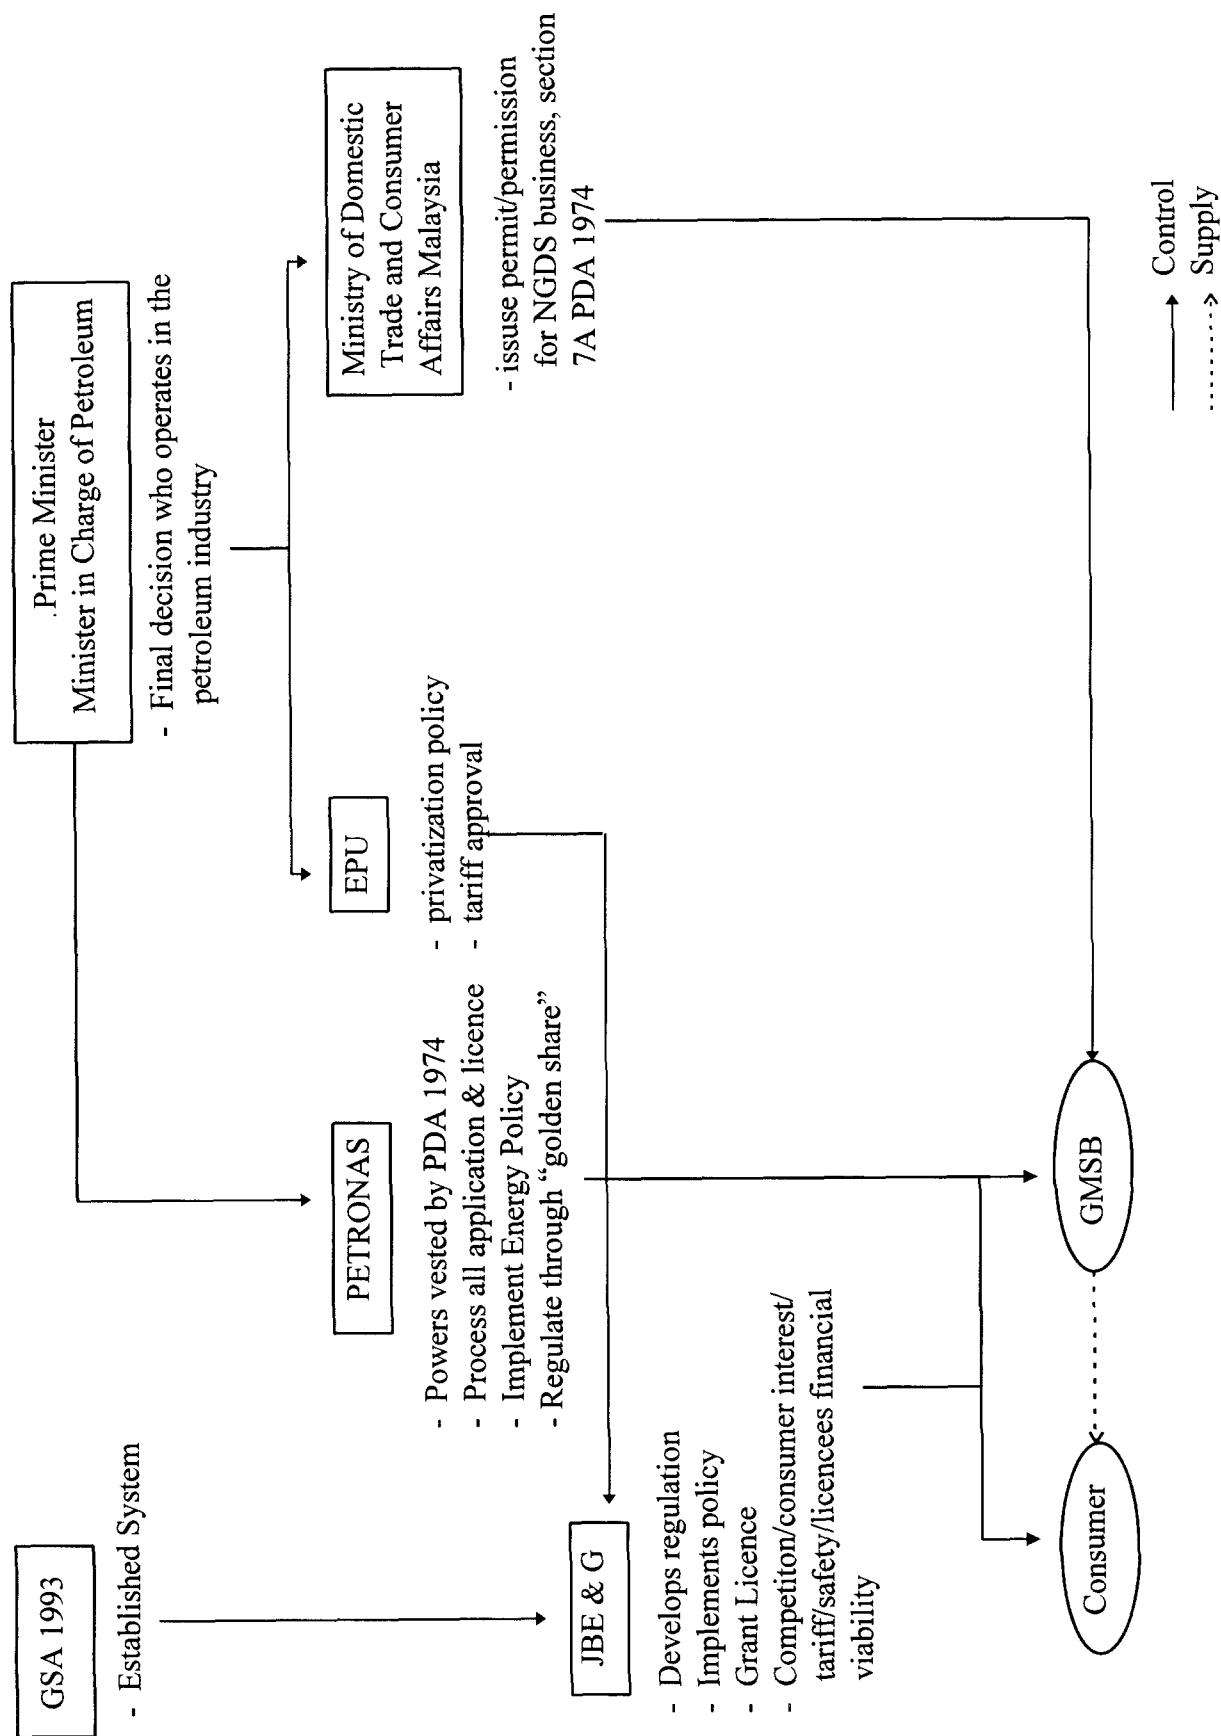 GSA 1993
- Established System
.Prime Minister
Minister in Charge of Petroleum
- Final decision who operates in the
petroleum industry
PETRONAS
- Powers vested by PDA 1974
- Process all application & licence
- Implement Energy Policy
- Regulate through “golden share”
EPU
- privatization policy
- tariff approval
Ministry of Domestic
Trade and Consumer
Affairs Malaysia
- issuse permit/permission
for NGDS business, section
7A PDA 1974
JBE & G
- Develops regulation
- Implements policy
- Grant Licence
- Competiton/consumer interest/
tariff/safety/licencees financial
viability
Consumer
GMSB
Control
Supply